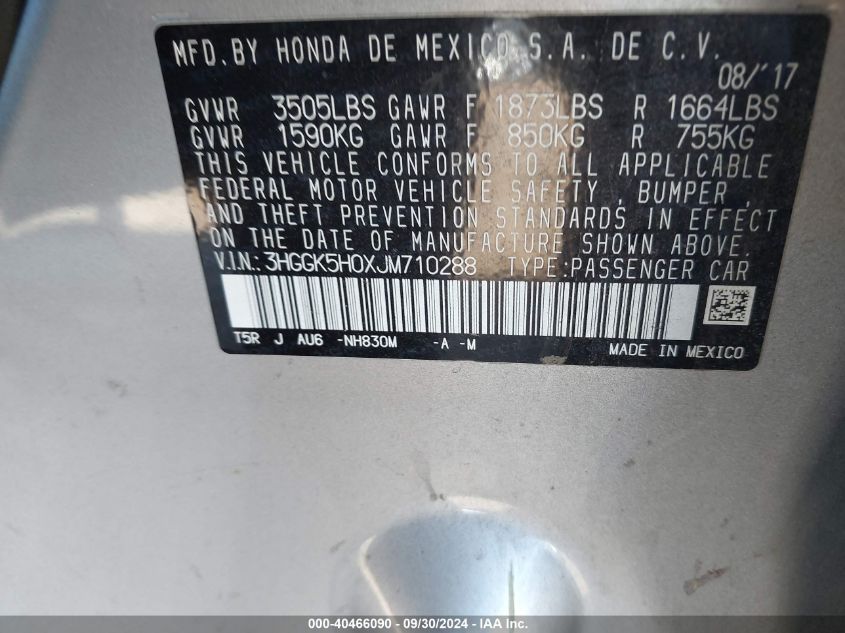 MFD.BY HONDA DE MEXICO S.A. DE C.V.
08/'17
GVWR 3505LBS GAWR F 1873LBS R 1664LBS
GVWR 1590KG GAWR F 850KG R 755KG
THIS VEHICLE CONFORMS TO ALL APPLICABLE
FEDERAL MOTOR VEHICLE SAFETY , BUMPER ,
AND THEFT PREVENTION STANDARDS IN EFFECT
ON THE DATE OF MANUFACTURE SHOWN ABOVE.
V.I.N.: 3HGGK5H0XJM710288 TYPE:PASSENGER CAR
T5R J AU6 -NH830M -A -M
MADE IN MEXICO
000-40466090 - 09/30/2024 - IAA Inc.